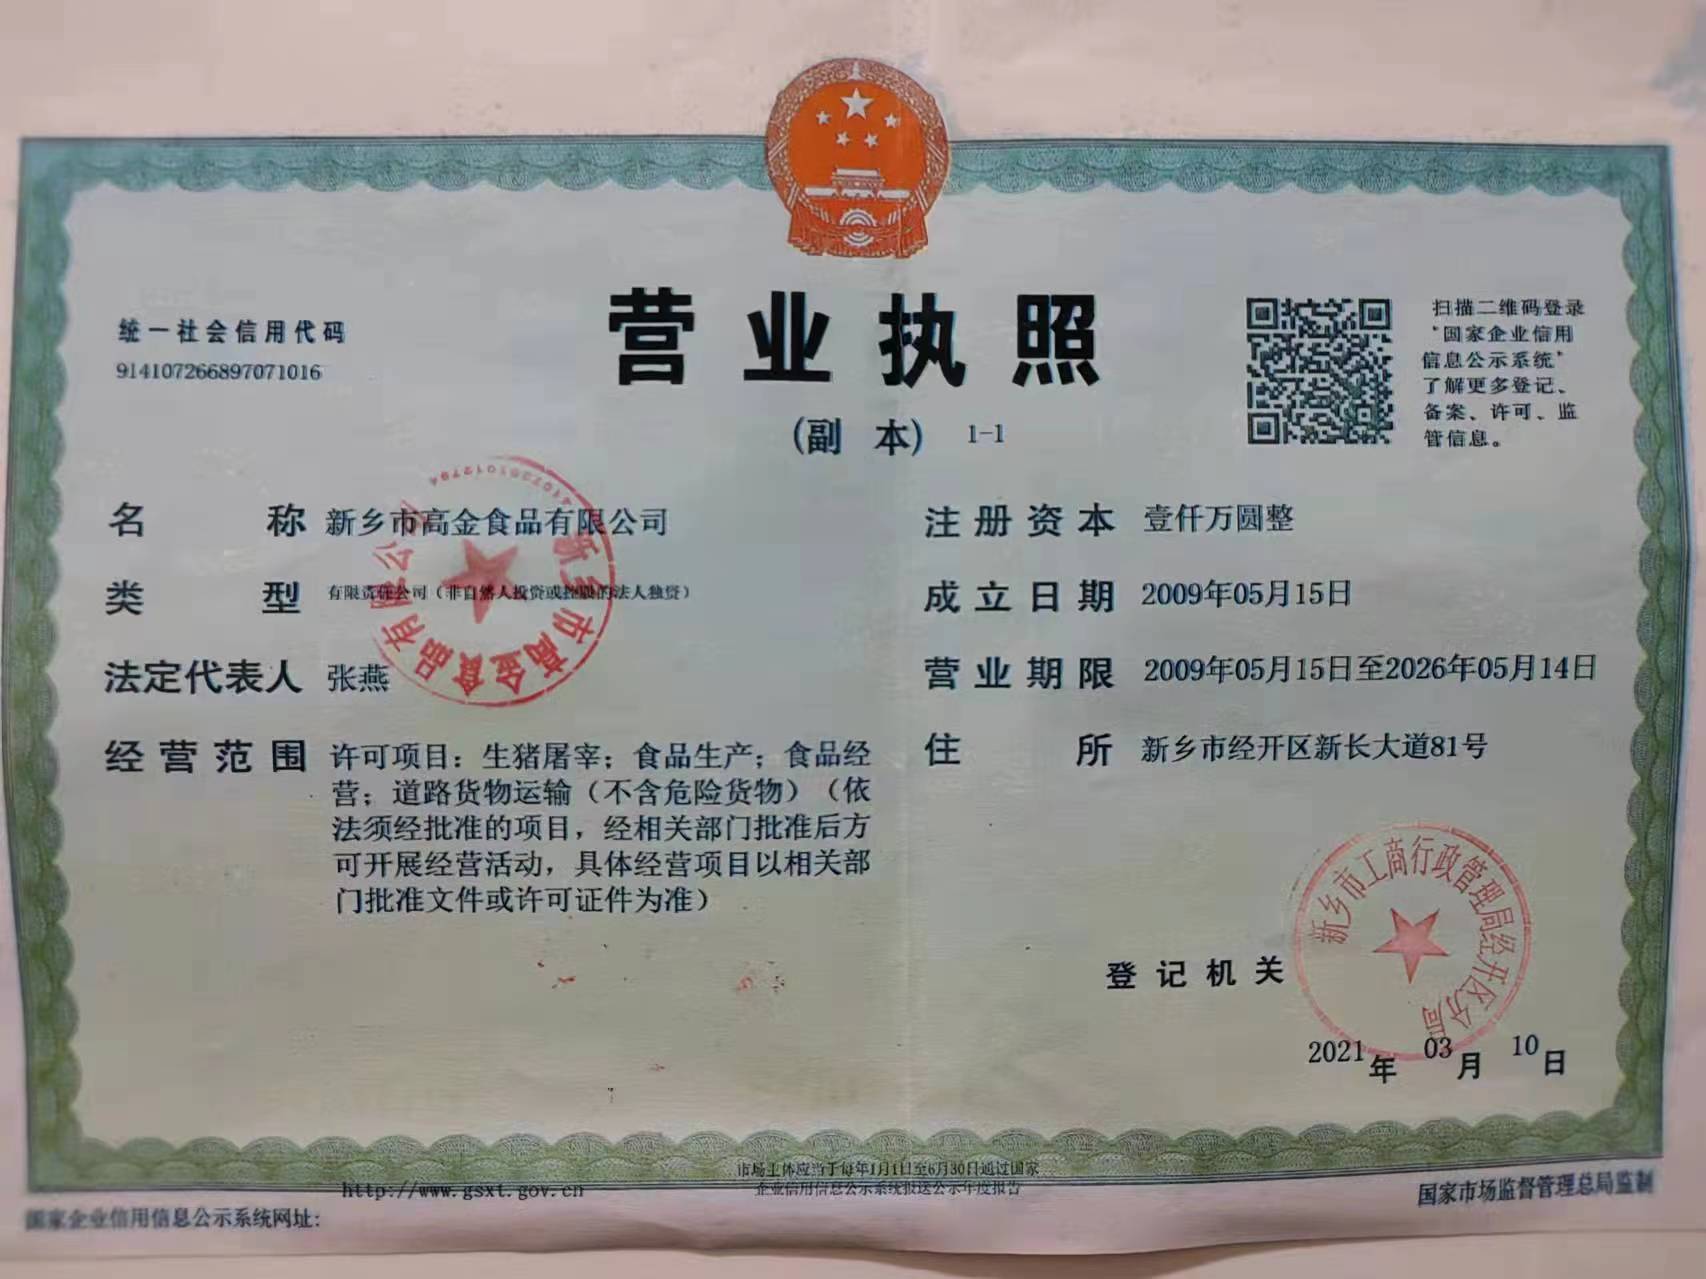 营业执照
(副 本) 1-1
统一社会信用代码
914107266897071016
扫描二维码登录
"国家企业信用
信息公示系统"
了解更多登记、
备案、许可、监
管信息。
名 称 新乡市高金食品有限公司
类 型 有限责任公司（非自然人投资或控股的法人独资）
法定代表人 张燕
经营范围 许可项目：生猪屠宰；食品生产；食品经
营；道路货物运输（不含危险货物）（依
法须经批准的项目，经相关部门批准后方
可开展经营活动，具体经营项目以相关部
门批准文件或许可证件为准）
注册资本 壹仟万圆整
成立日期 2009年05月15日
营业期限 2009年05月15日至2026年05月14日
住 所 新乡市经开区新长大道81号
新乡市高金食品有限公司
登记机关
新乡市工商行政管理局经开区分局
2021年 03月 10日
http://www.gsxt.gov.cn
国家企业信用信息公示系统网址:
市场主体应当于每年1月1日至6月30日通过国家
企业信用信息公示系统报送公示年度报告
国家市场监督管理总局监制